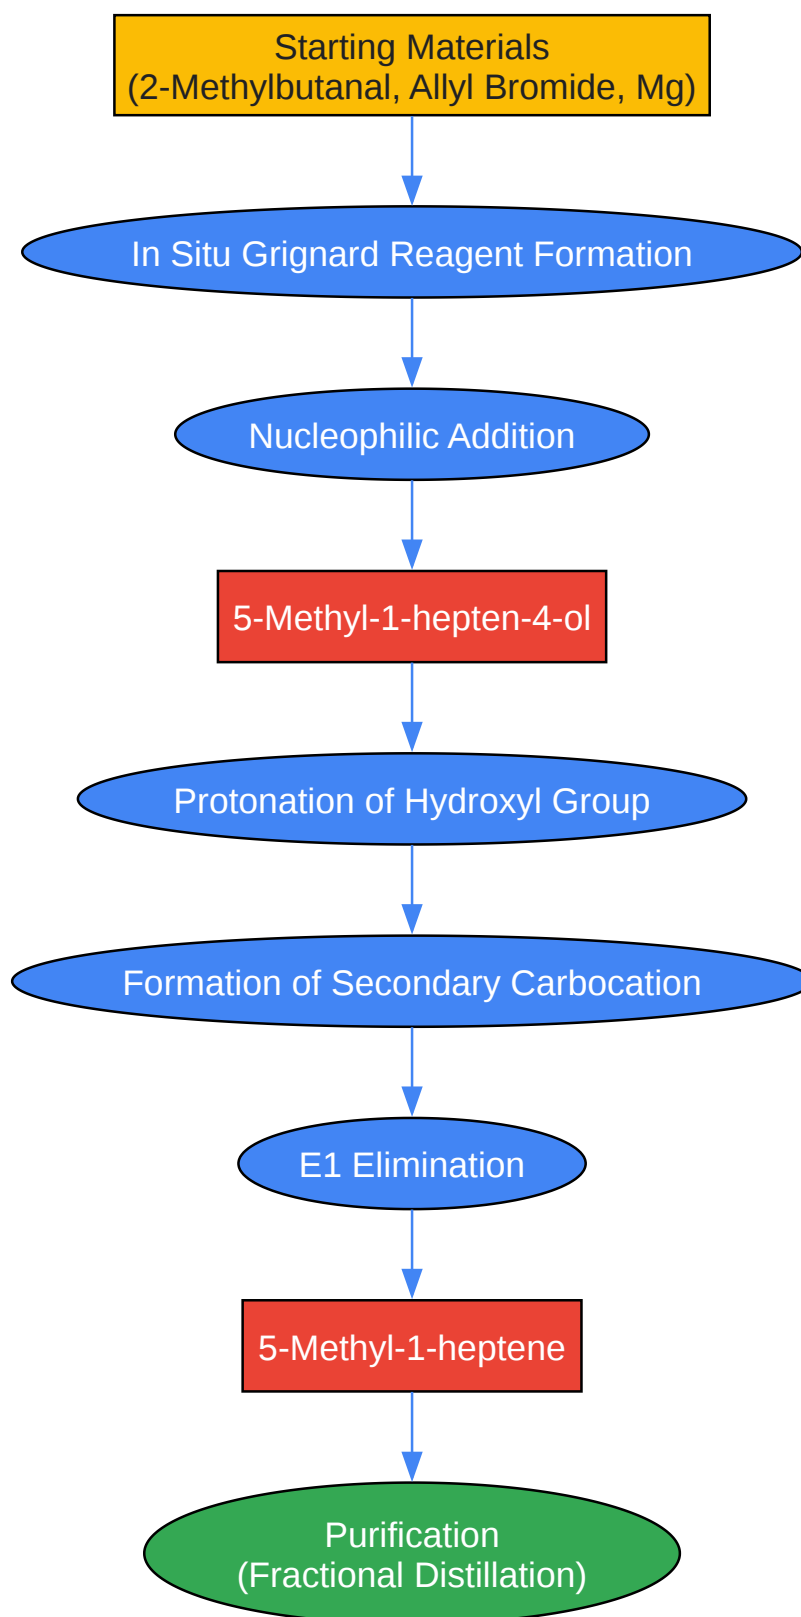 Starting Materials
(2-Methylbutanal, Allyl Bromide, Mg)
In Situ Grignard Reagent Formation
Nucleophilic Addition
5-Methyl-1-hepten-4-ol
Protonation of Hydroxyl Group
Formation of Secondary Carbocation
E1 Elimination
5-Methyl-1-heptene
Purification
(Fractional Distillation)